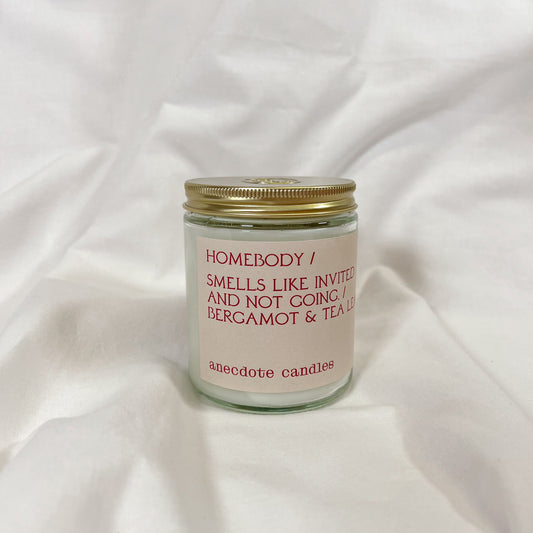 HOMEBODY /
SMELLS LIKE INVITED
AND NOT GOING. /
BERGAMOT & TEA
anecdote candles